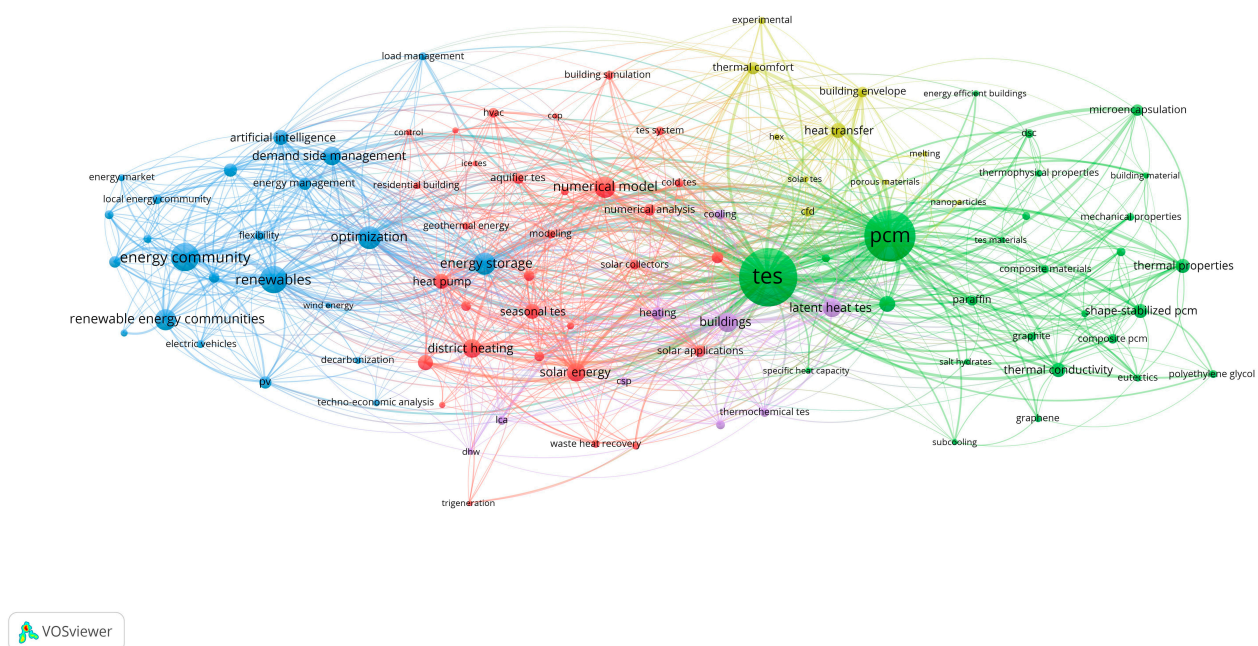 experimental
load management
thermal comfort
building simulation
building envelope
energy efficient buildings
microencapsulation
hvac
cop
control
tes system
heat transfer
hex
dsc
artificial intelligence
demand side management
ice tes
melting
energy market
energy management
residential building
aquifier tes
numerical model
cold tes
solar tes
porous materials
thermophysical properties
building material
local energy community
numerical analysis
cooling
cfd
nanoparticles
mechanical properties
geothermal energy
flexibility
optimization
modeling
pcm
tes materials
energy community
energy storage
solar collectors
composite materials
thermal properties
renewables
heat pump
tes
wind energy
seasonal tes
heating
latent heat tes
paraffin
shape-stabilized pcm
renewable energy communities
buildings
electric vehicles
graphite
composite pcm
decarbonization
district heating
solar applications
salt hydrates
pv
solar energy
csp
specific heat capacity
thermal conductivity
eutectics
polyethylene glycol
techno-economic analysis
lca
thermochemical tes
graphene
dhw
waste heat recovery
subcooling
trigeneration
VOSviewer